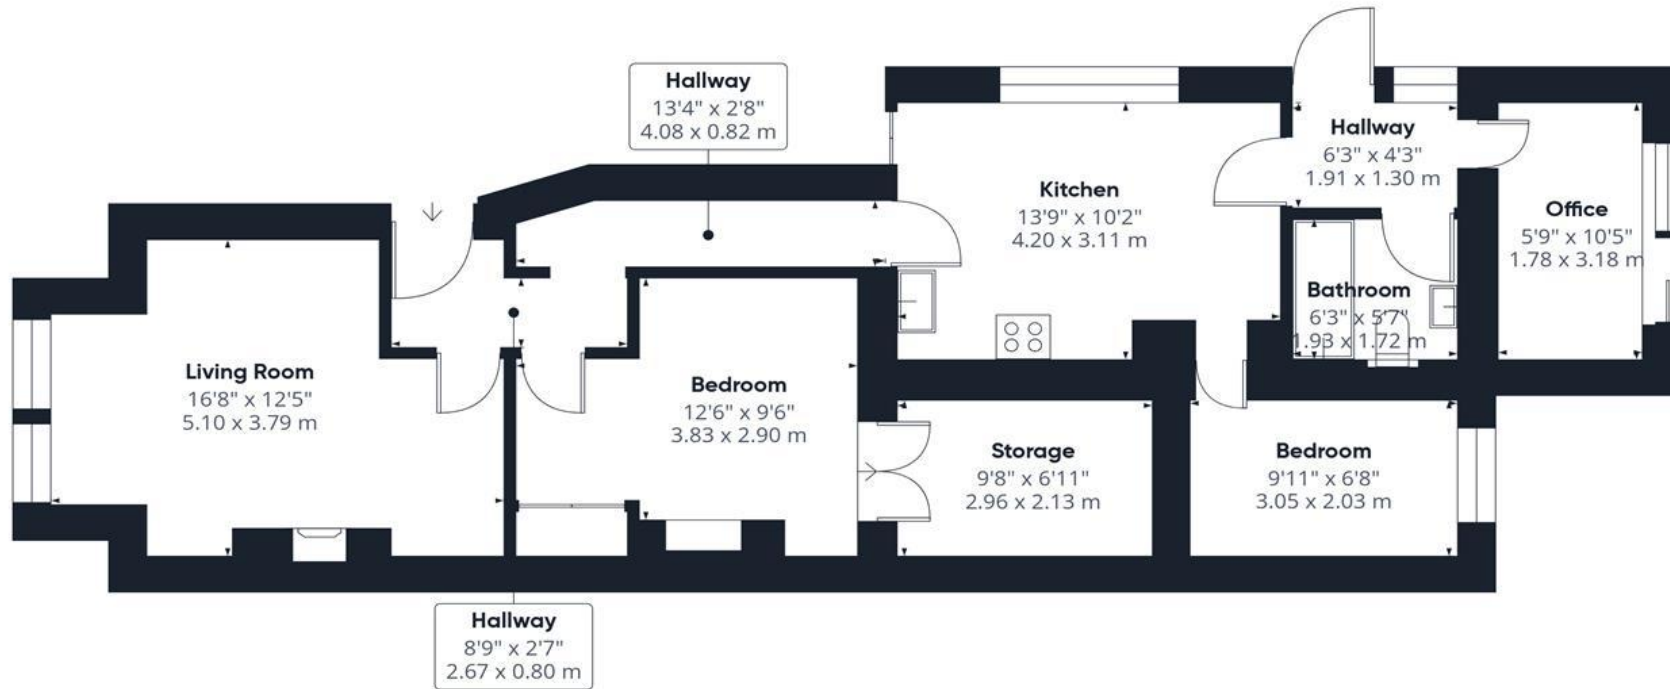 Hallway
13'4" x 2'8"
4.08 x 0.82 m
Hallway
6'3" x 4'3"
1.91 x 1.30 m
Kitchen
13'9" x 10'2"
4.20 x 3.11 m
Office
5'9" x 10'5"
1.78 x 3.18 m
Bathroom
6'3" x 5'7"
1.93 x 1.72 m
Living Room
16'8" x 12'5"
5.10 x 3.79 m
Bedroom
12'6" x 9'6"
3.83 x 2.90 m
Storage
9'8" x 6'11"
2.96 x 2.13 m
Bedroom
9'11" x 6'8"
3.05 x 2.03 m
Hallway
8'9" x 2'7"
2.67 x 0.80 m